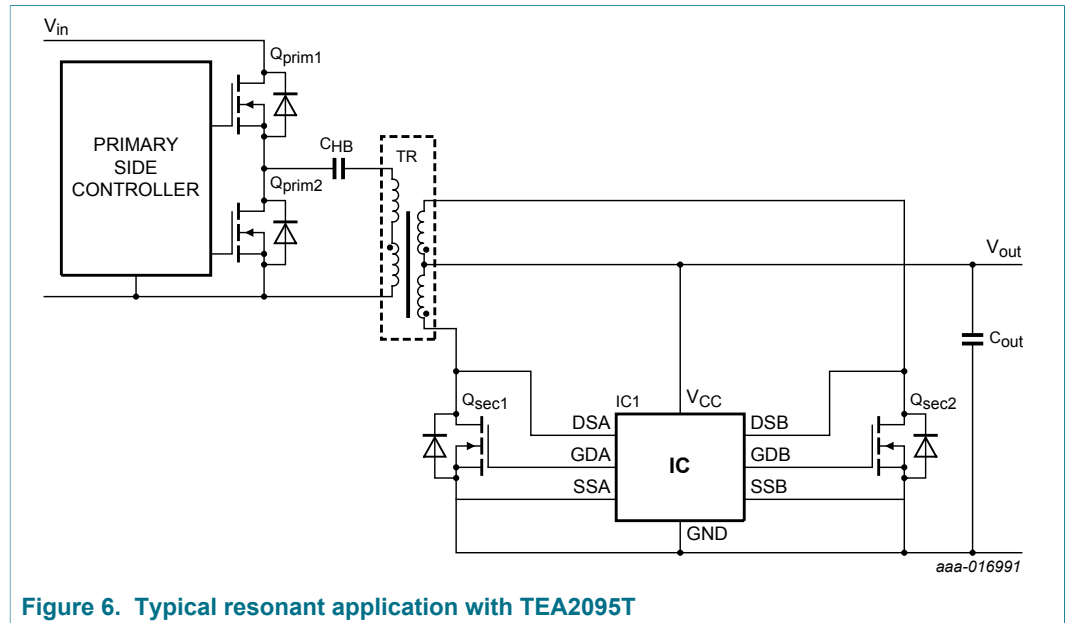 Vin
Qprim1
PRIMARY
SIDE
CONTROLLER
CHB
TR
Qprim2
Vout
Cout
Qsec1
IC1
VCC
Qsec2
DSA
DSB
GDA
IC
GDB
SSA
SSB
GND
aaa-016991
Figure 6. Typical resonant application with TEA2095T